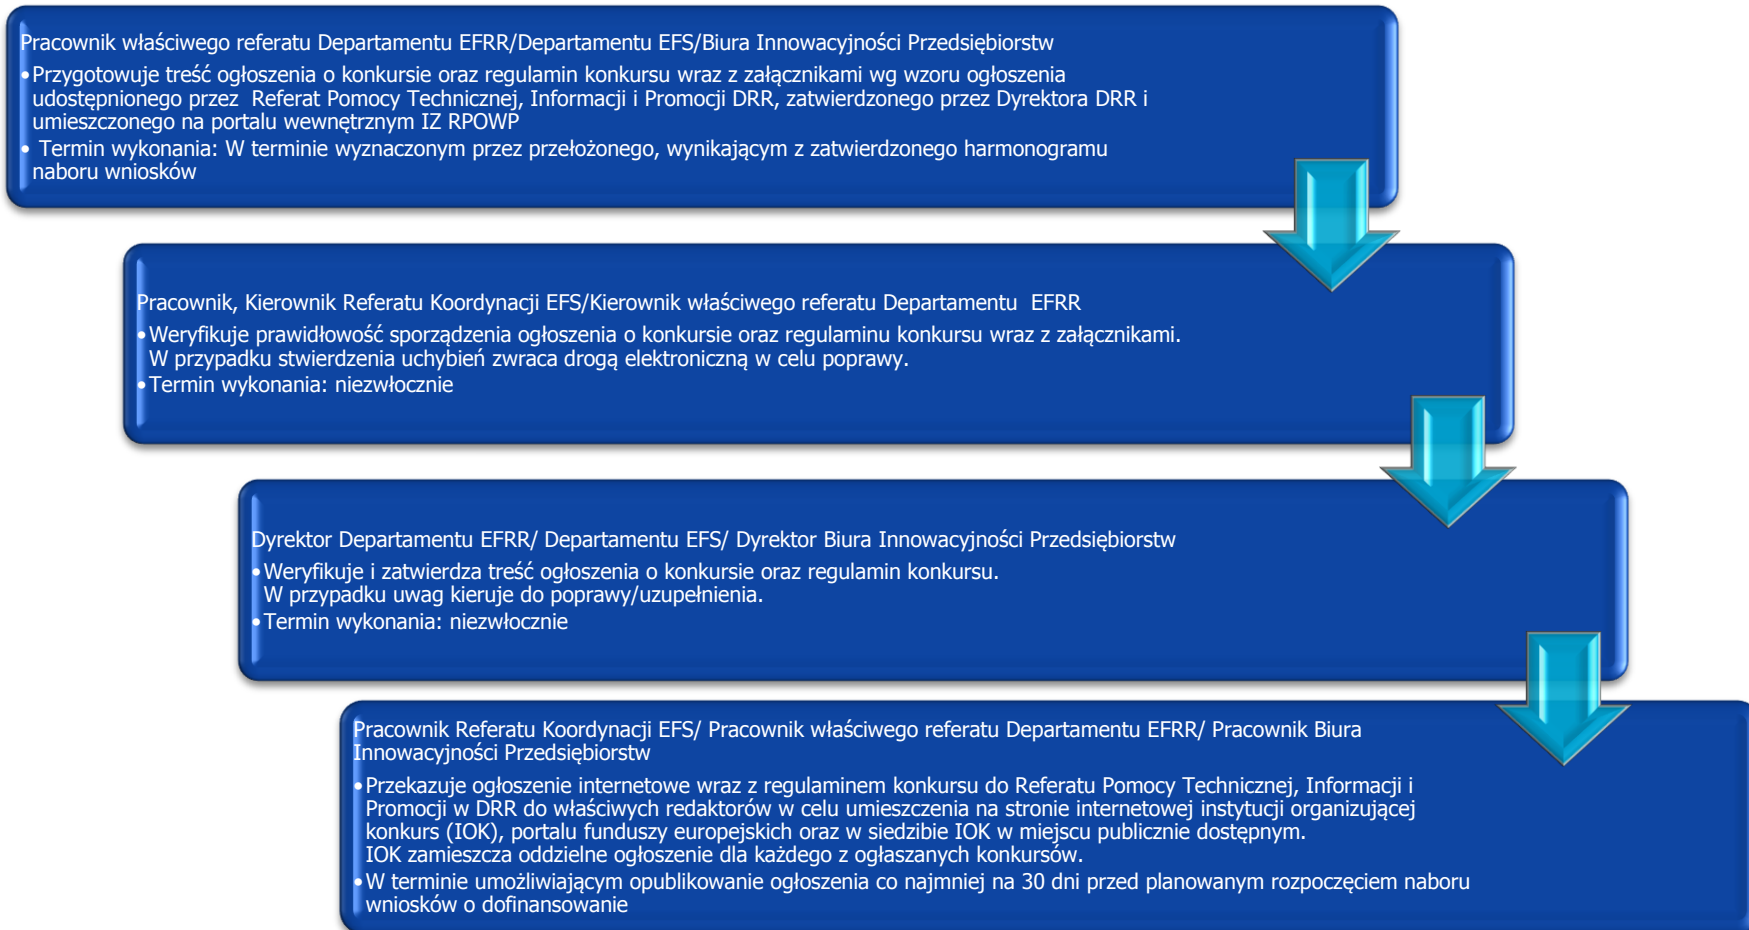 Pracownik właściwego referatu Departamentu EFRR/Departamentu EFS/Biura Innowacyjności Przedsiębiorstw
•Przygotowuje treść ogłoszenia o konkursie oraz regulamin konkursu wraz z załącznikami wg wzoru ogłoszenia
udostępnionego przez Referat Pomocy Technicznej, Informacji i Promocji DRR, zatwierdzonego przez Dyrektora DRR i
umieszczonego na portalu wewnętrznym IZ RPOWP
• Termin wykonania: W terminie wyznaczonym przez przełożonego, wynikającym z zatwierdzonego harmonogramu
naboru wniosków
Pracownik, Kierownik Referatu Koordynacji EFS/Kierownik właściwego referatu Departamentu EFRR
•Weryfikuje prawidłowość sporządzenia ogłoszenia o konkursie oraz regulaminu konkursu wraz z załącznikami.
W przypadku stwierdzenia uchybień zwraca drogą elektroniczną w celu poprawy.
•Termin wykonania: niezwłocznie
Dyrektor Departamentu EFRR/ Departamentu EFS/ Dyrektor Biura Innowacyjności Przedsiębiorstw
•Weryfikuje i zatwierdza treść ogłoszenia o konkursie oraz regulamin konkursu.
W przypadku uwag kieruje do poprawy/uzupełnienia.
•Termin wykonania: niezwłocznie
Pracownik Referatu Koordynacji EFS/ Pracownik właściwego referatu Departamentu EFRR/ Pracownik Biura
Innowacyjności Przedsiębiorstw
•Przekazuje ogłoszenie internetowe wraz z regulaminem konkursu do Referatu Pomocy Technicznej, Informacji i
Promocji w DRR do właściwych redaktorów w celu umieszczenia na stronie internetowej instytucji organizującej
konkurs (IOK), portalu funduszy europejskich oraz w siedzibie IOK w miejscu publicznie dostępnym.
IOK zamieszcza oddzielne ogłoszenie dla każdego z ogłaszanych konkursów.
•W terminie umożliwiającym opublikowanie ogłoszenia co najmniej na 30 dni przed planowanym rozpoczęciem naboru
wniosków o dofinansowanie